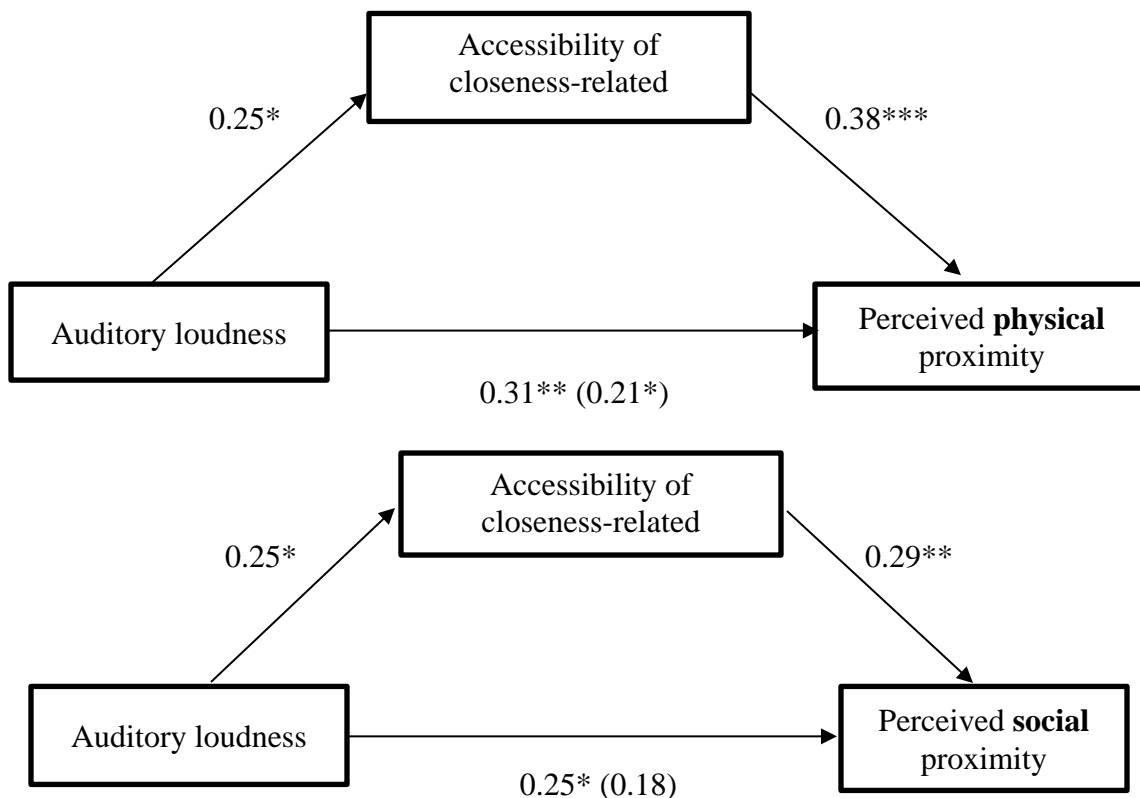 Accessibility of
closeness-related
0.25*
0.38***
Auditory loudness
Perceived physical
proximity
0.31** (0.21*)
Accessibility of
closeness-related
0.25*
0.29**
Auditory loudness
Perceived social
proximity
0.25* (0.18)